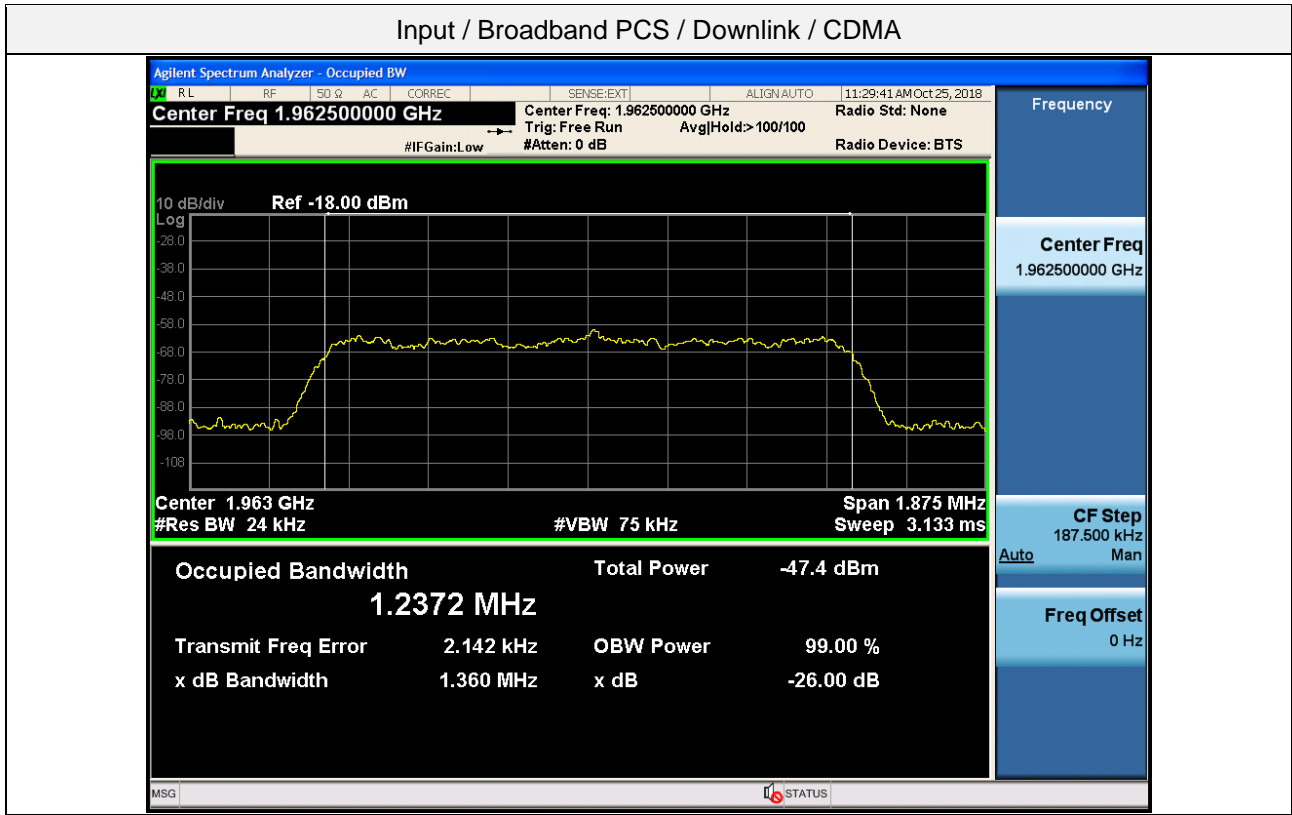 Input / Broadband PCS / Downlink / CDMA
Agilent Spectrum Analyzer - Occupied BW
LXI RL RF 50 Ω AC CORREC SENSE:EXT ALIGN AUTO 11:29:41 AM Oct 25, 2018
Center Freq 1.962500000 GHz
Center Freq: 1.962500000 GHz Radio Std: None
Trig: Free Run Avg|Hold:>100/100
#IFGain:Low #Atten: 0 dB Radio Device: BTS
10 dB/div Ref -18.00 dBm
Log
-28.0
-38.0
-48.0
-58.0
-68.0
-78.0
-88.0
-98.0
-108
Center 1.963 GHz Span 1.875 MHz
#Res BW 24 kHz #VBW 75 kHz Sweep 3.133 ms
Occupied Bandwidth Total Power -47.4 dBm
1.2372 MHz
Transmit Freq Error 2.142 kHz OBW Power 99.00 %
x dB Bandwidth 1.360 MHz x dB -26.00 dB
Frequency
Center Freq
1.962500000 GHz
CF Step
187.500 kHz
Auto Man
Freq Offset
0 Hz
MSG STATUS